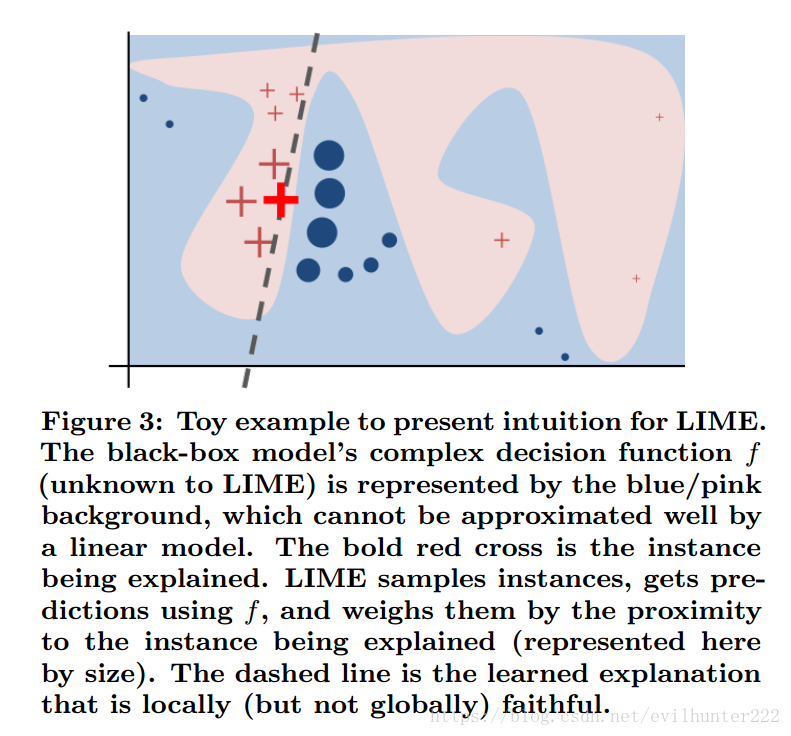 Figure 3: Toy example to present intuition for LIME.
The black-box model's complex decision function f
(unknown to LIME) is represented by the blue/pink
background, which cannot be approximated well by
a linear model. The bold red cross is the instance
being explained. LIME samples instances, gets pre-
dictions using f, and weighs them by the proximity
to the instance being explained (represented here
by size). The dashed line is the learned explanation
that is locally (but not globally) faithful.
https://blog.csdn.net/evilhunter222